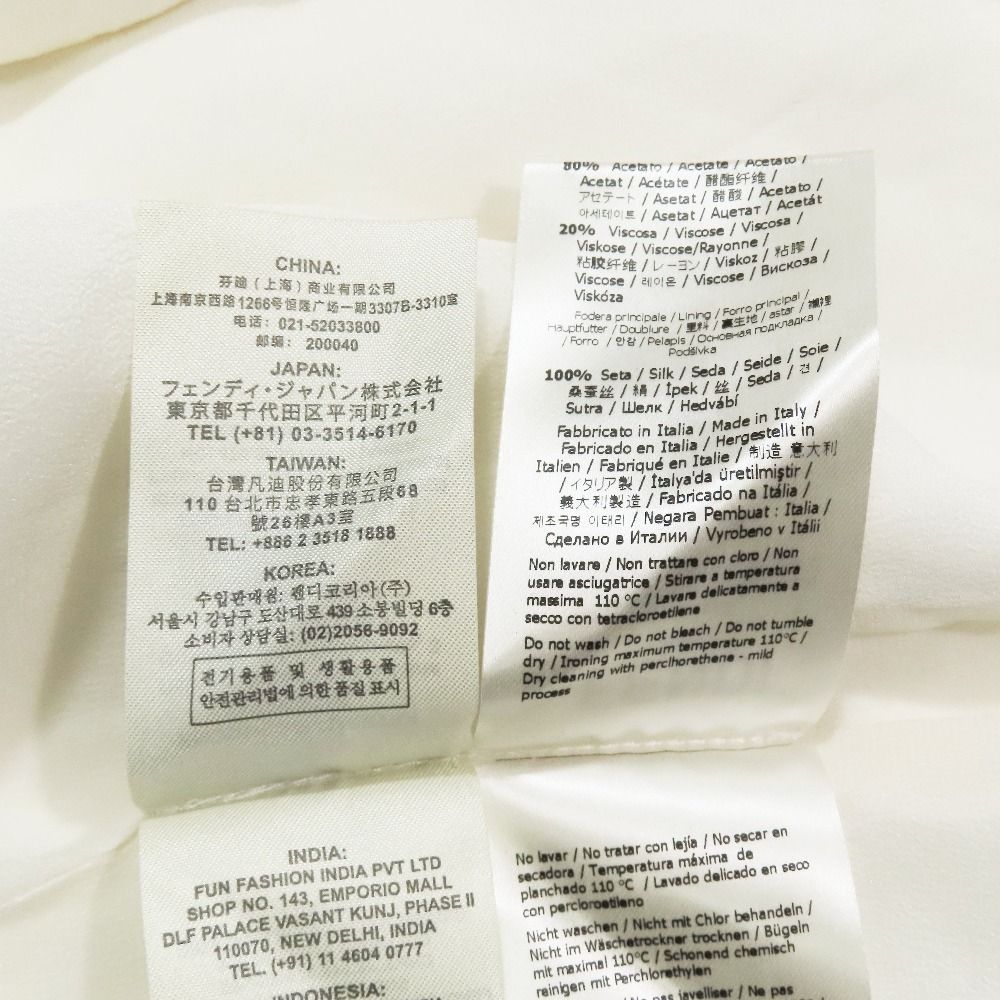 CHINA:
芬迪（上海）商业有限公司
上海南京西路1266号恒隆广场一期3307B-3310室
电话: 021-52033800
邮编: 200040
JAPAN:
フェンディ・ジャパン株式会社
東京都千代田区平河町2-1-1
TEL (+81) 03-3514-6170
TAIWAN:
台灣凡迪股份有限公司
110 台北市忠孝東路五段68
號26樓A3室
TEL: +886 2 3518 1888
KOREA:
수입판매원: 펜디코리아(주)
서울시 강남구 도산대로 439 소봉빌딩 6층
소비자 상담실: (02)2056-9092
전기용품 및 생활용품
안전관리법에 의한 품질 표시
INDIA:
FUN FASHION INDIA PVT LTD
SHOP NO. 143, EMPORIO MALL
DLF PALACE VASANT KUNJ, PHASE II
110070, NEW DELHI, INDIA
TEL. (+91) 11 4604 0777
INDONESIA:
80% Acetato / Acetate / Acetato /
Acetat / Acétate / 醋酯纤维 /
アセテート / Asetat / 醋酸 / Acetato /
아세테이트 / Asetat / Ацетат / Acetát
20% Viscosa / Viscose / Viscosa /
Viskose / Viscose/Rayonne /
粘胶纤维 / レーヨン / Viskoz / 粘膠 /
Viscose / 레이온 / Viscose / Вискоза /
Viskóza
Fodera principale / Lining / Forro principal /
Hauptfutter / Doublure / 里料 / 裏生地 / astar / 襯裡
/ Forro / 안감 / Pelapis / Основная подкладка /
Podšívka
100% Seta / Silk / Seda / Seide / Soie /
桑蚕丝 / 絹 / İpek / 丝 / Seda / 견 /
Sutra / Шелк / Hedvábí
Fabbricato in Italia / Made in Italy /
Fabricado en Italia / Hergestellt in
Italien / Fabriqué en Italie / 制造 意大利
/ イタリア製 / İtalya'da üretilmiştir /
義大利製造 / Fabricado na Itália /
제조국명 이태리 / Negara Pembuat : Italia /
Сделано в Италии / Vyrobeno v Itálii
Non lavare / Non trattare con cloro / Non
usare asciugatrice / Stirare a temperatura
massima 110 °C / Lavare delicatamente a
secco con tetracloroetilene
Do not wash / Do not bleach / Do not tumble
dry / Ironing maximum temperature 110°C /
Dry cleaning with perclhorethene - mild
process
No lavar / No tratar con lejía / No secar en
secadora / Temperatura máxima de
planchado 110 °C / Lavado delicado en seco
con percloroetileno
Nicht waschen / Nicht mit Chlor behandeln /
Nicht im Wäschetrockner trocknen / Bügeln
mit maximal 110°C / Schonend chemisch
reinigen mit Perchlorethylen
pas javelliser / Ne pas